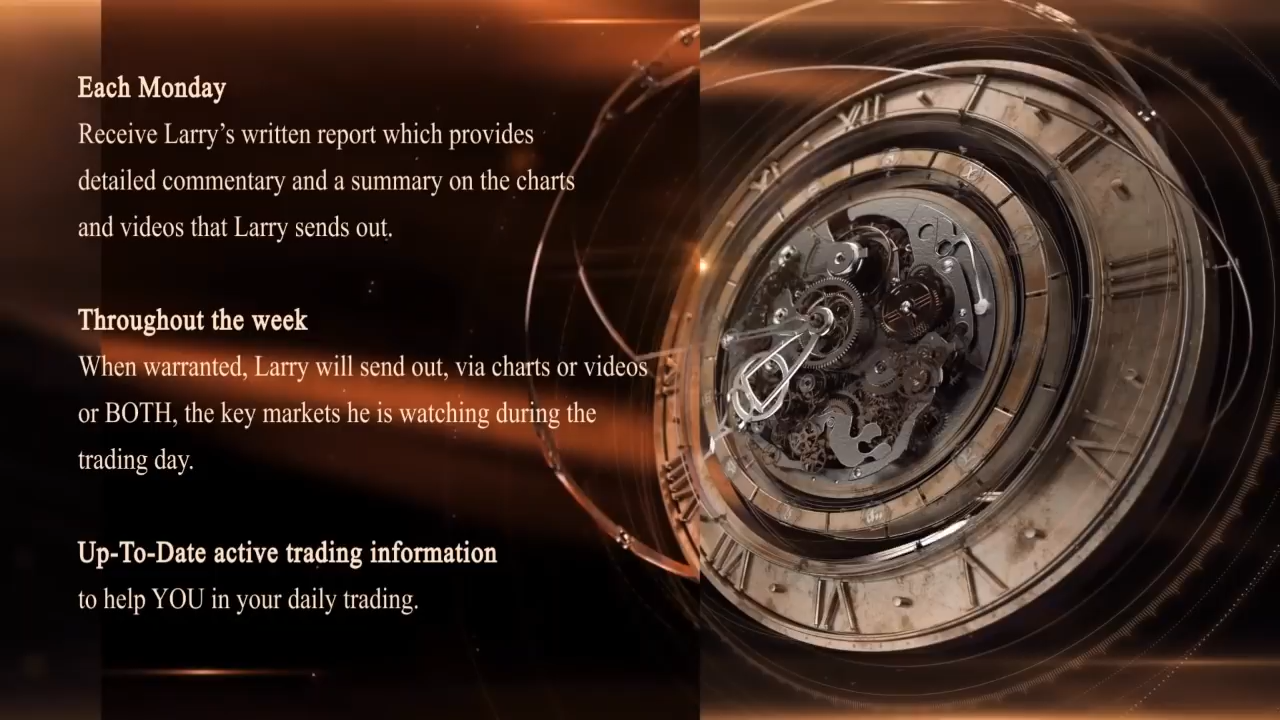 Each Monday
Receive Larry’s written report which provides
detailed commentary and a summary on the charts
and videos that Larry sends out.
Throughout the week
When warranted, Larry will send out, via charts or videos
or BOTH, the key markets he is watching during the
trading day.
Up-To-Date active trading information
to help YOU in your daily trading.